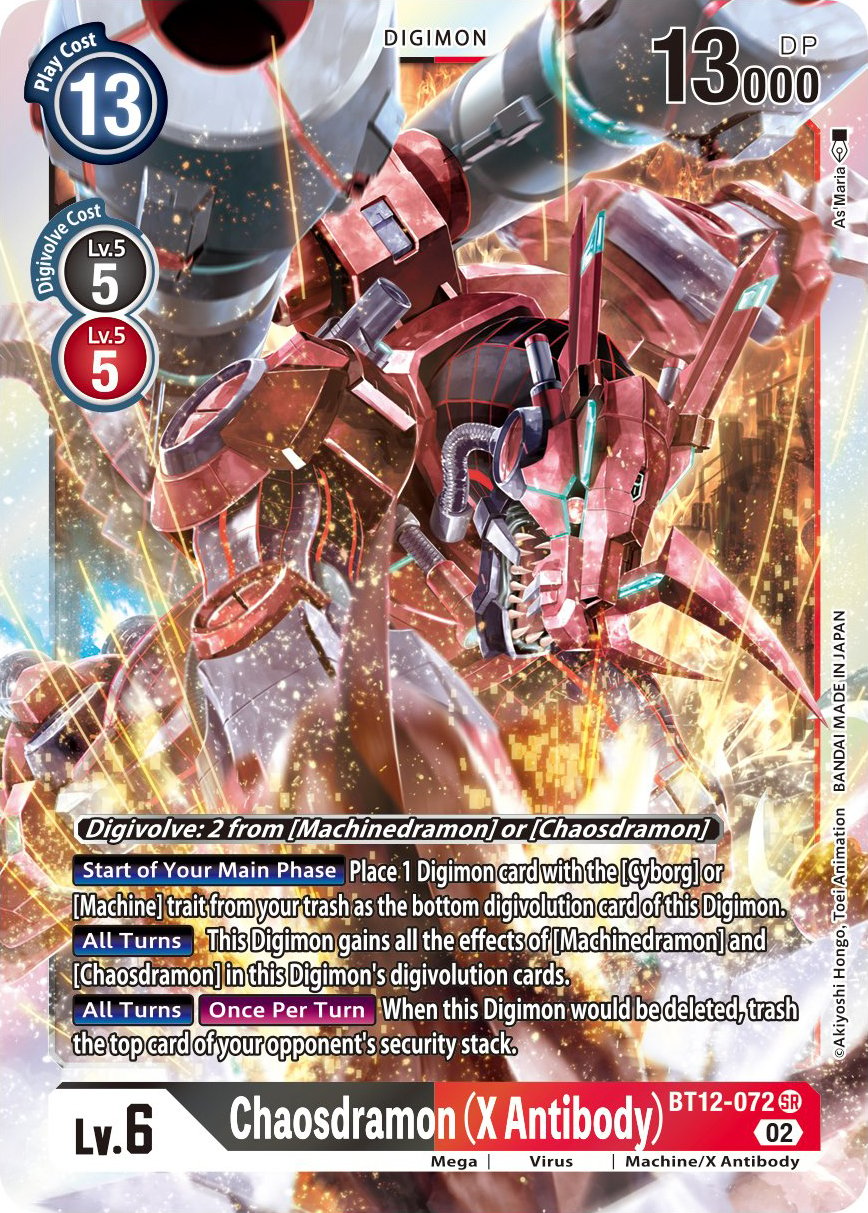 DIGIMON
Play Cost
13
13000
DP
As'Maria
Digivolve Cost
Lv.5
5
Lv.5
5
Digivolve: 2 from [Machinedramon] or [Chaosdramon]
Start of Your Main Phase Place 1 Digimon card with the [Cyborg] or
[Machine] trait from your trash as the bottom digivolution card of this Digimon.
All Turns This Digimon gains all the effects of [Machinedramon] and
[Chaosdramon] in this Digimon's digivolution cards.
All Turns Once Per Turn When this Digimon would be deleted, trash
the top card of your opponent's security stack.
©Akiyoshi Hongo, Toei Animation BANDAI MADE IN JAPAN
Lv.6
Chaosdramon (X Antibody)
BT12-072 SR
02
Mega | Virus | Machine/X Antibody